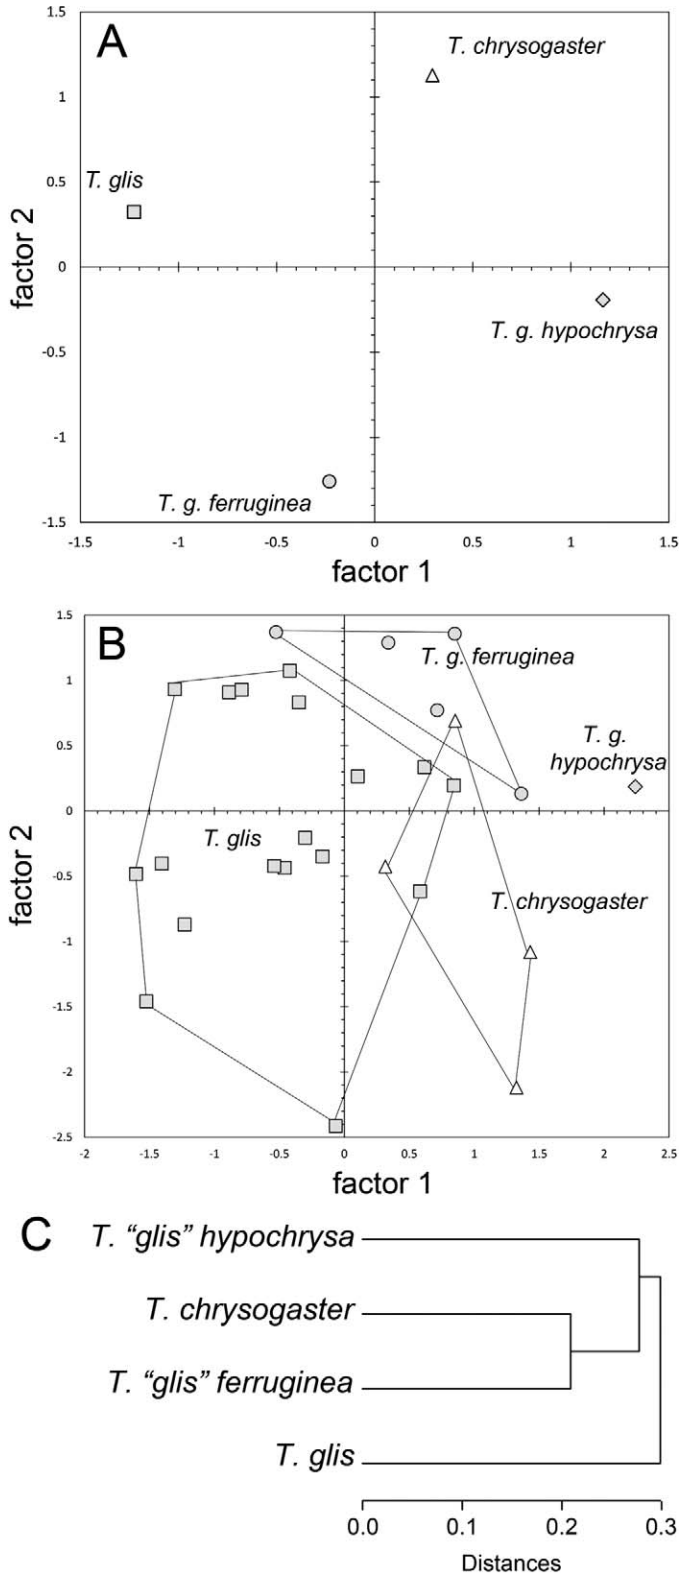 A
T. chrysogaster
T. glis
T. g. hypochrysa
T. g. ferruginea
factor 2
1.5
1
0.5
0
-0.5
-1
-1.5
-1.5 -1 -0.5 0 0.5 1 1.5
factor 1
B
T. g. ferruginea
T. g.
hypochrysa
T. glis
T. chrysogaster
factor 2
1.5
1
0.5
0
-0.5
-1
-1.5
-2
-2.5
-2 -1.5 -1 -0.5 0 0.5 1 1.5 2 2.5
factor 1
C
T. “glis” hypochrysa
T. chrysogaster
T. “glis” ferruginea
T. glis
0.0 0.1 0.2 0.3
Distances